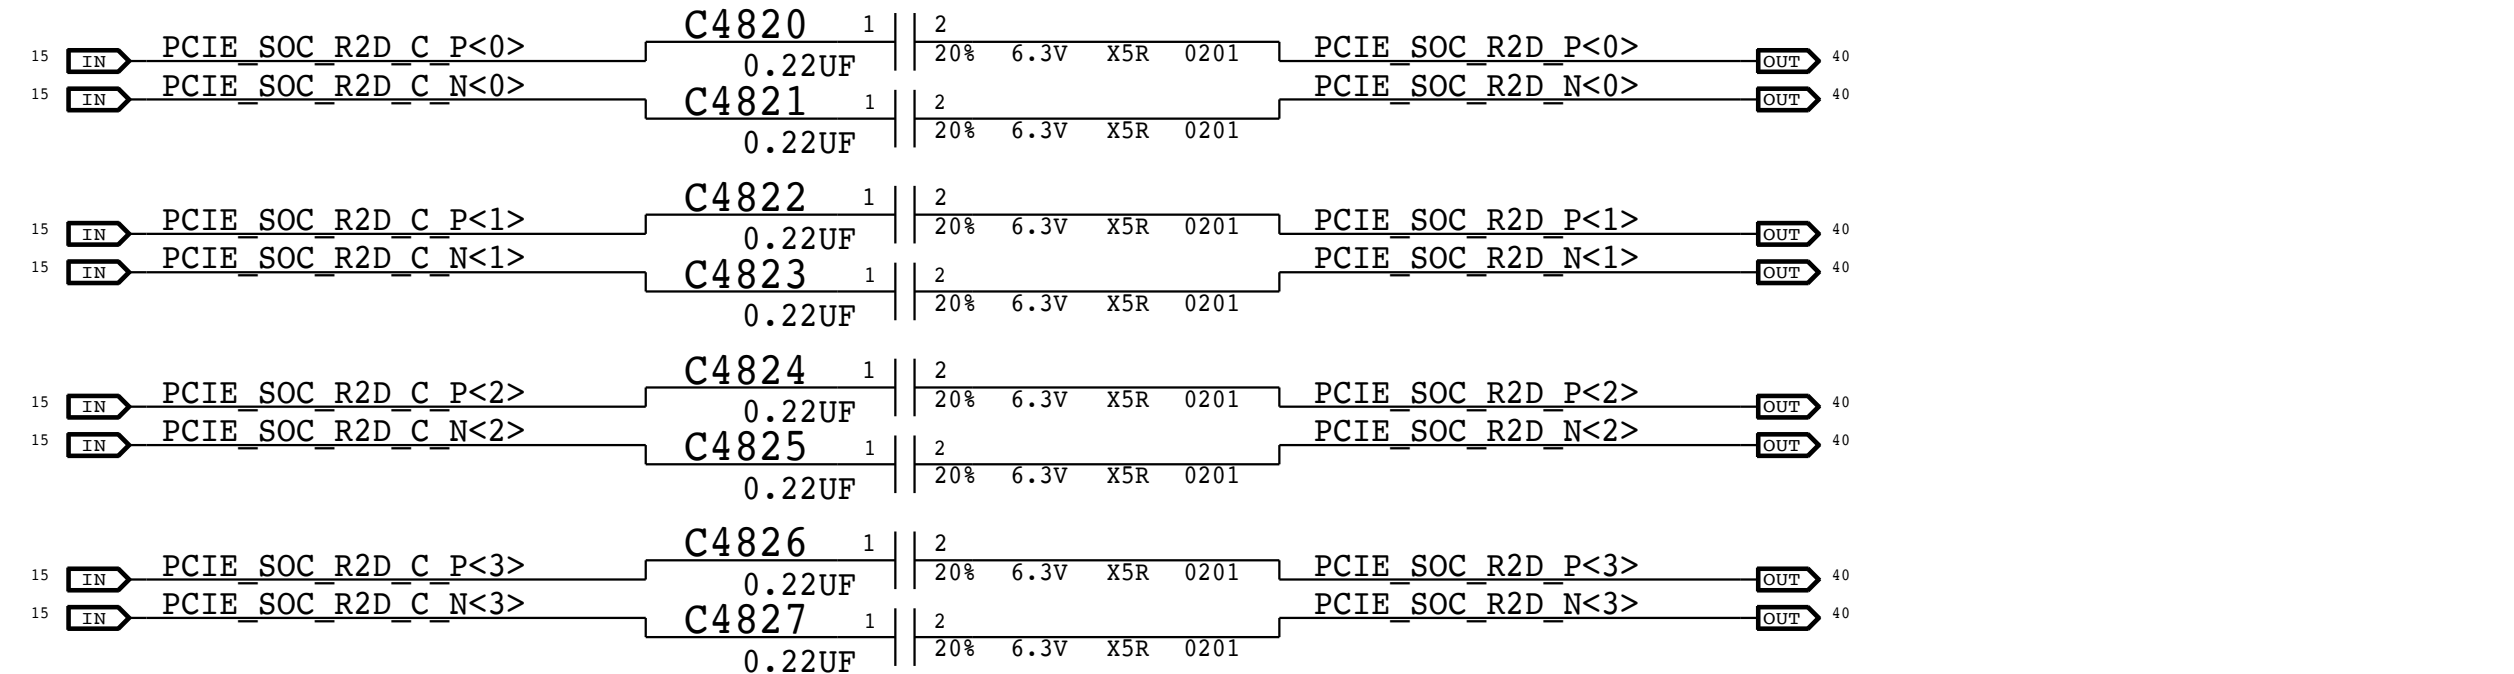 C4820 1 2
15 IN PCIE_SOC_R2D_C_P<0> 20% 6.3V X5R 0201 PCIE_SOC_R2D_P<0> OUT 40
0.22UF
15 IN PCIE_SOC_R2D_C_N<0> C4821 1 2 PCIE_SOC_R2D_N<0> OUT 40
20% 6.3V X5R 0201
0.22UF
C4822 1 2
15 IN PCIE_SOC_R2D_C_P<1> 20% 6.3V X5R 0201 PCIE_SOC_R2D_P<1> OUT 40
0.22UF
15 IN PCIE_SOC_R2D_C_N<1> C4823 1 2 PCIE_SOC_R2D_N<1> OUT 40
20% 6.3V X5R 0201
0.22UF
C4824 1 2
15 IN PCIE_SOC_R2D_C_P<2> 20% 6.3V X5R 0201 PCIE_SOC_R2D_P<2> OUT 40
0.22UF
15 IN PCIE_SOC_R2D_C_N<2> C4825 1 2 PCIE_SOC_R2D_N<2> OUT 40
20% 6.3V X5R 0201
0.22UF
C4826 1 2
15 IN PCIE_SOC_R2D_C_P<3> 20% 6.3V X5R 0201 PCIE_SOC_R2D_P<3> OUT 40
0.22UF
15 IN PCIE_SOC_R2D_C_N<3> C4827 1 2 PCIE_SOC_R2D_N<3> OUT 40
20% 6.3V X5R 0201
0.22UF